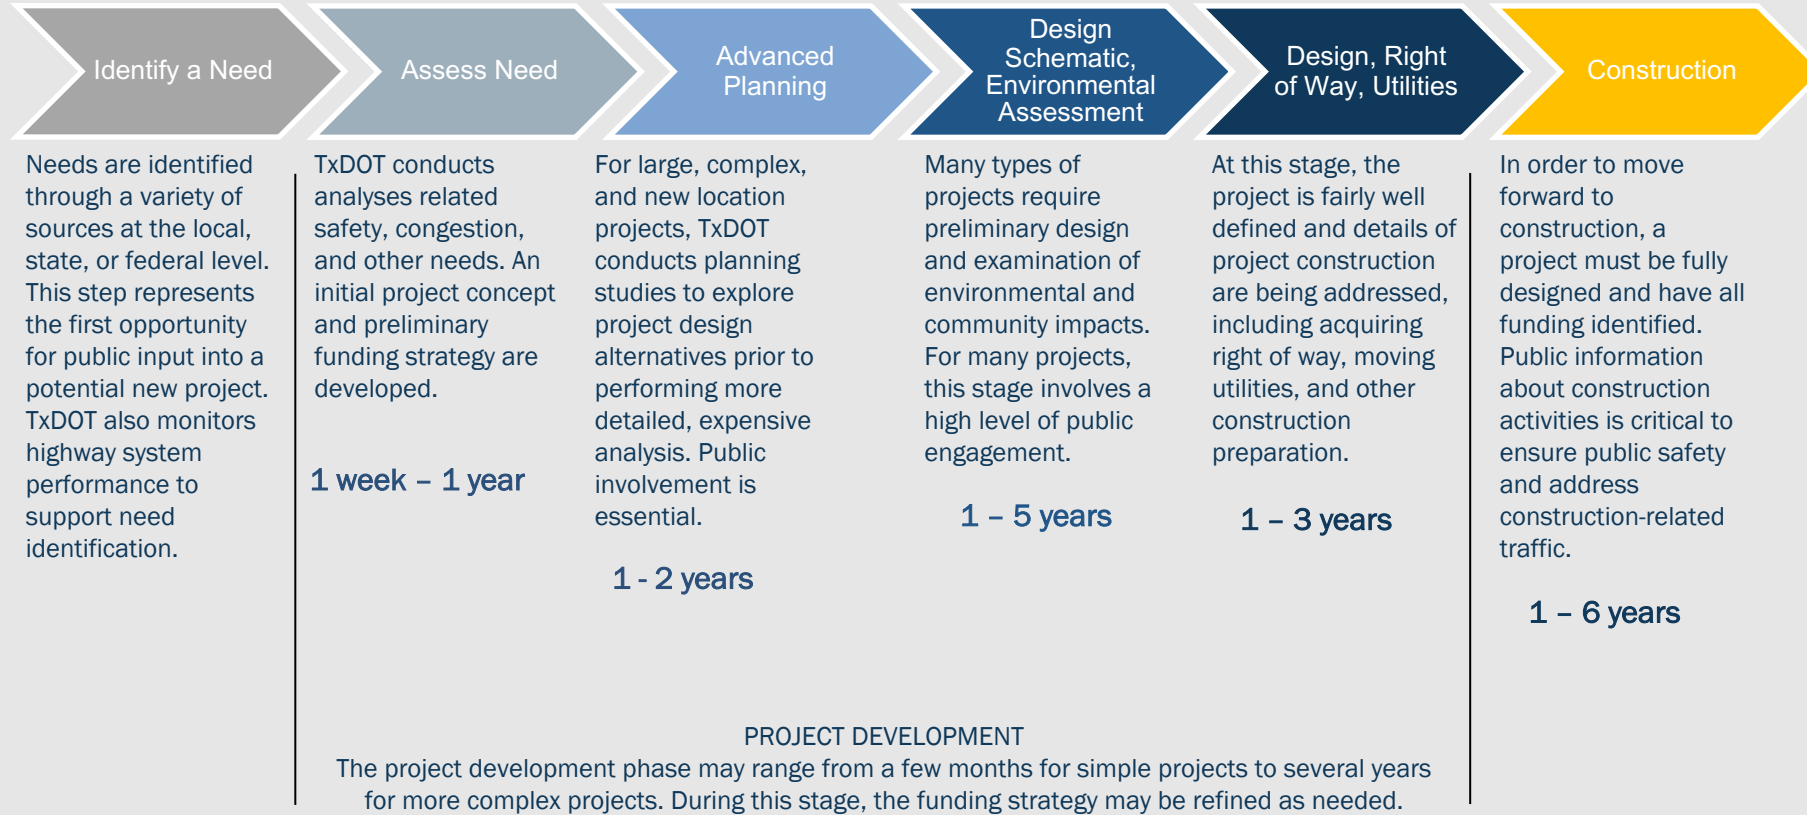 Identify a Need
Assess Need
Advanced
Planning
Design
Schematic,
Environmental
Assessment
Design, Right
of Way, Utilities
Construction
Needs are identified
through a variety of
sources at the local,
state, or federal level.
This step represents
the first opportunity
for public input into a
potential new project.
TxDOT also monitors
highway system
performance to
support need
identification.
TxDOT conducts
analyses related
safety, congestion,
and other needs. An
initial project concept
and preliminary
funding strategy are
developed.
1 week – 1 year
For large, complex,
and new location
projects, TxDOT
conducts planning
studies to explore
project design
alternatives prior to
performing more
detailed, expensive
analysis. Public
involvement is
essential.
1 - 2 years
Many types of
projects require
preliminary design
and examination of
environmental and
community impacts.
For many projects,
this stage involves a
high level of public
engagement.
1 – 5 years
At this stage, the
project is fairly well
defined and details of
project construction
are being addressed,
including acquiring
right of way, moving
utilities, and other
construction
preparation.
1 – 3 years
In order to move
forward to
construction, a
project must be fully
designed and have all
funding identified.
Public information
about construction
activities is critical to
ensure public safety
and address
construction-related
traffic.
1 – 6 years
PROJECT DEVELOPMENT
The project development phase may range from a few months for simple projects to several years
for more complex projects. During this stage, the funding strategy may be refined as needed.